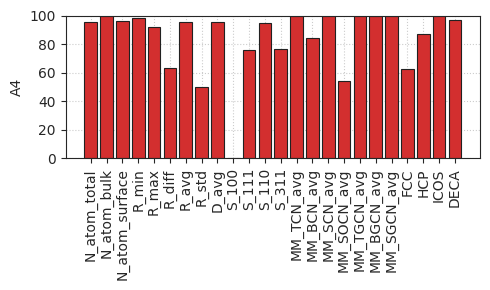 A4
100
80
60
40
20
0
N_atom_total
N_atom_bulk
N_atom_surface
R_min
R_max
R_diff
R_avg
R_std
D_avg
S_100
S_111
S_110
S_311
MM_TCN_avg
MM_BCN_avg
MM_SCN_avg
MM_SOCN_avg
MM_TGCN_avg
MM_BGCN_avg
MM_SGCN_avg
FCC
HCP
ICOS
DECA